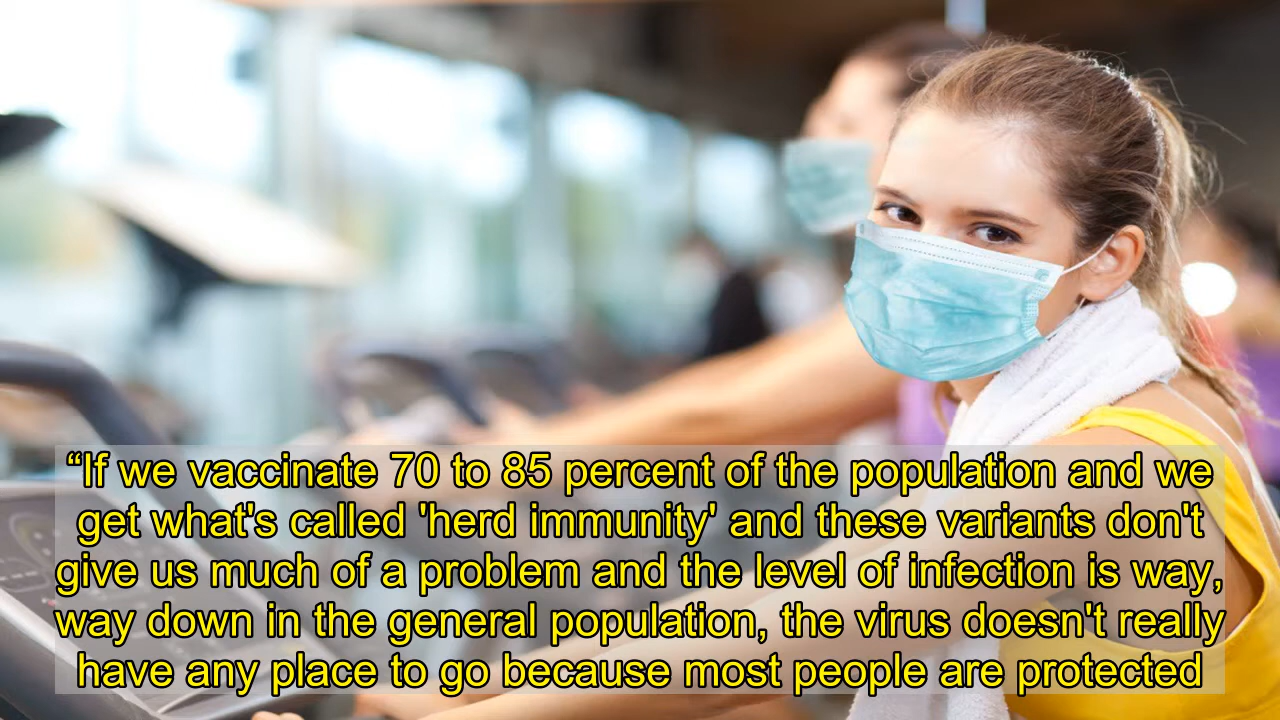 “If we vaccinate 70 to 85 percent of the population and we
get what's called 'herd immunity' and these variants don't
give us much of a problem and the level of infection is way,
way down in the general population, the virus doesn't really
have any place to go because most people are protected